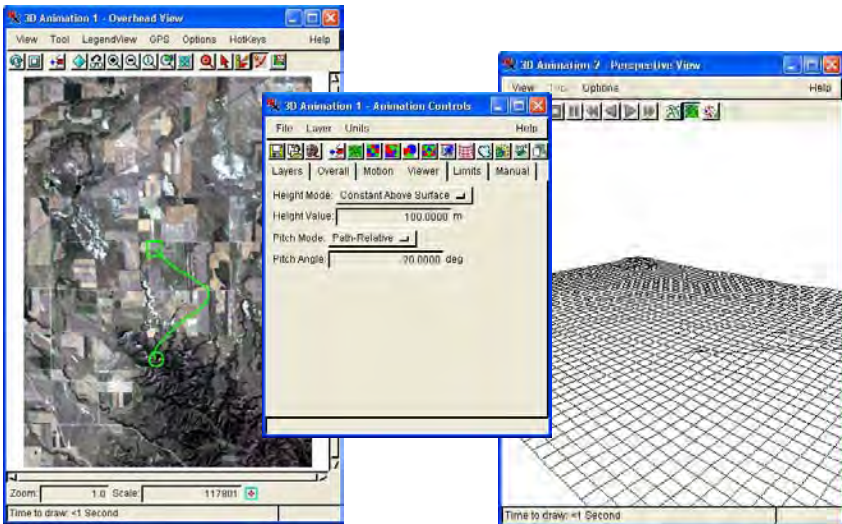 3D Animation 1 - Overhead View
View Tool LegendView GPS Options HotKeys Help
Zoom: 1.0 Scale: 117801
Time to draw: <1 Second
3D Animation 1 - Animation Controls
File Layer Units Help
Layers Overall Motion Viewer Limits Manual
Height Mode: Constant Above Surface
Height Value: 100.0000 m
Pitch Mode: Path-Relative
Pitch Angle: -20.0000 deg
3D Animation 2 - Perspective View
View Options Help
Time to draw: <1 Second